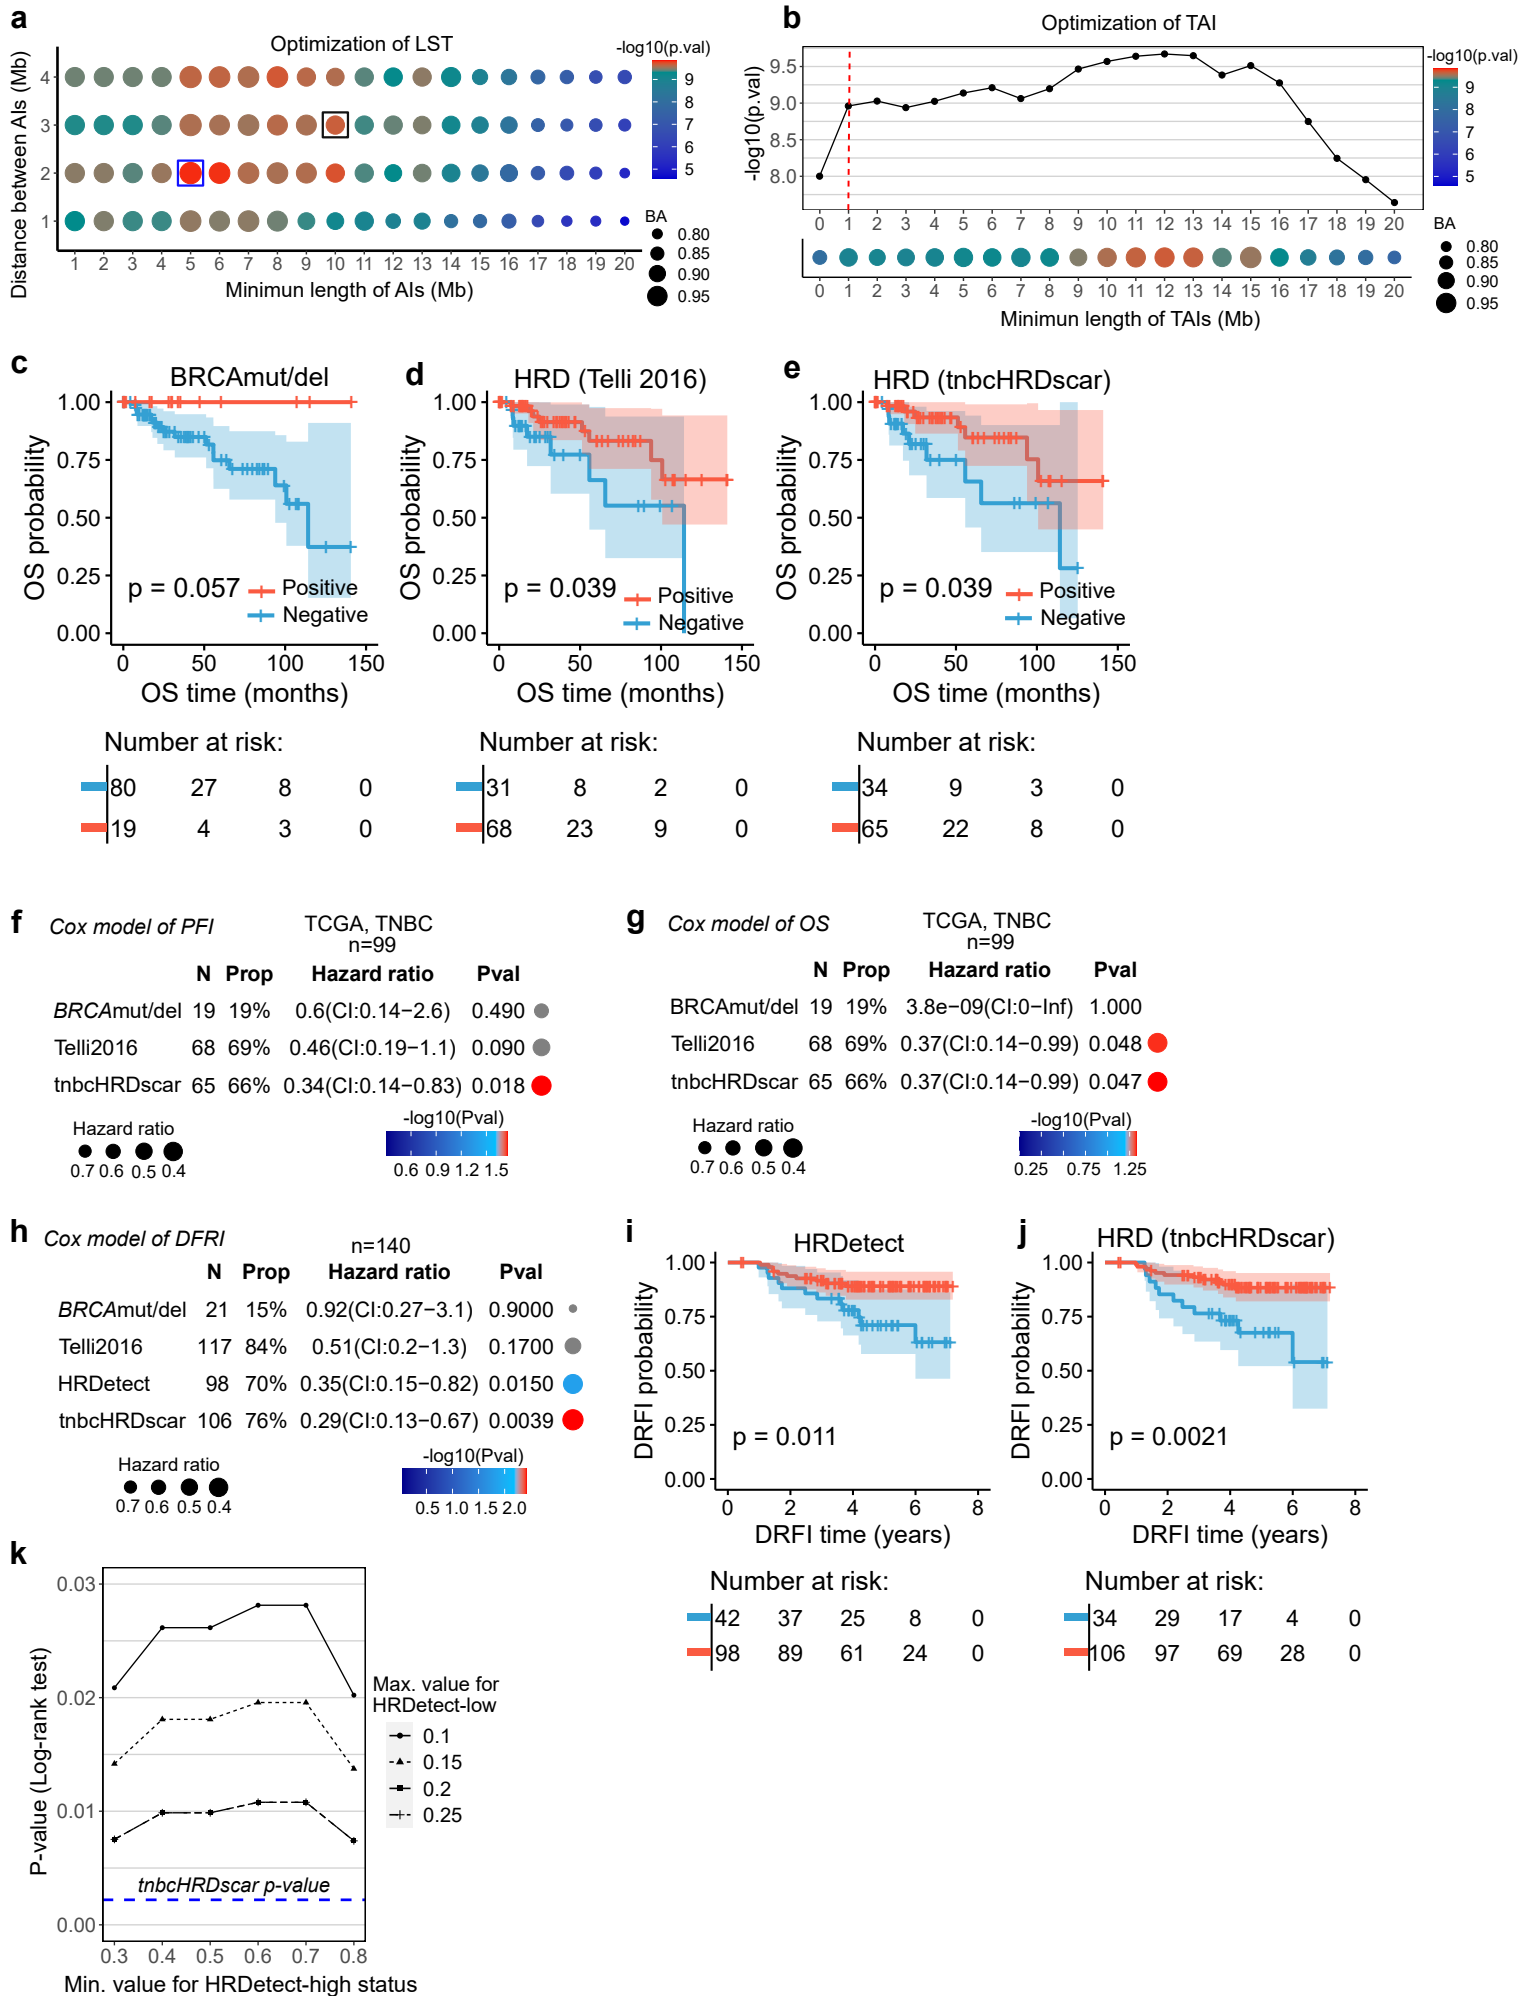 a
Optimization of LST
Distance between AIs (Mb)
4
3
2
1
1 2 3 4 5 6 7 8 9 10 11 12 13 14 15 16 17 18 19 20
Minimun length of AIs (Mb)
-log10(p.val)
9
8
7
6
5
BA
0.80
0.85
0.90
0.95
b
Optimization of TAI
-log10(p.val)
9.5
9.0
8.5
8.0
0 1 2 3 4 5 6 7 8 9 10 11 12 13 14 15 16 17 18 19 20
0 1 2 3 4 5 6 7 8 9 10 11 12 13 14 15 16 17 18 19 20
Minimun length of TAIs (Mb)
-log10(p.val)
9
8
7
6
5
BA
0.80
0.85
0.90
0.95
c
BRCAmut/del
OS probability
1.00
0.75
0.50
0.25
0.00
p = 0.057
Positive
Negative
0 50 100 150
OS time (months)
Number at risk:
80 27 8 0
19 4 3 0
d
HRD (Telli 2016)
OS probability
1.00
0.75
0.50
0.25
0.00
p = 0.039
Positive
Negative
0 50 100 150
OS time (months)
Number at risk:
31 8 2 0
68 23 9 0
e
HRD (tnbcHRDscar)
OS probability
1.00
0.75
0.50
0.25
0.00
p = 0.039
Positive
Negative
0 50 100 150
OS time (months)
Number at risk:
34 9 3 0
65 22 8 0
f
Cox model of PFI
TCGA, TNBC
n=99
N Prop Hazard ratio Pval
BRCAmut/del 19 19% 0.6(CI:0.14−2.6) 0.490
Telli2016 68 69% 0.46(CI:0.19−1.1) 0.090
tnbcHRDscar 65 66% 0.34(CI:0.14−0.83) 0.018
Hazard ratio
0.7 0.6 0.5 0.4
-log10(Pval)
0.6 0.9 1.2 1.5
g
Cox model of OS
TCGA, TNBC
n=99
N Prop Hazard ratio Pval
BRCAmut/del 19 19% 3.8e−09(CI:0−Inf) 1.000
Telli2016 68 69% 0.37(CI:0.14−0.99) 0.048
tnbcHRDscar 65 66% 0.37(CI:0.14−0.99) 0.047
Hazard ratio
0.7 0.6 0.5 0.4
-log10(Pval)
0.25 0.75 1.25
h
Cox model of DFRI
n=140
N Prop Hazard ratio Pval
BRCAmut/del 21 15% 0.92(CI:0.27−3.1) 0.9000
Telli2016 117 84% 0.51(CI:0.2−1.3) 0.1700
HRDetect 98 70% 0.35(CI:0.15−0.82) 0.0150
tnbcHRDscar 106 76% 0.29(CI:0.13−0.67) 0.0039
Hazard ratio
0.7 0.6 0.5 0.4
-log10(Pval)
0.5 1.0 1.5 2.0
i
HRDetect
DRFI probability
1.00
0.75
0.50
0.25
0.00
p = 0.011
0 2 4 6 8
DRFI time (years)
Number at risk:
42 37 25 8 0
98 89 61 24 0
j
HRD (tnbcHRDscar)
DRFI probability
1.00
0.75
0.50
0.25
0.00
p = 0.0021
0 2 4 6 8
DRFI time (years)
Number at risk:
34 29 17 4 0
106 97 69 28 0
k
P-value (Log-rank test)
0.03
0.02
0.01
0.00
tnbcHRDscar p-value
0.3 0.4 0.5 0.6 0.7 0.8
Min. value for HRDetect-high status
Max. value for
HRDetect-low
0.1
0.15
0.2
0.25